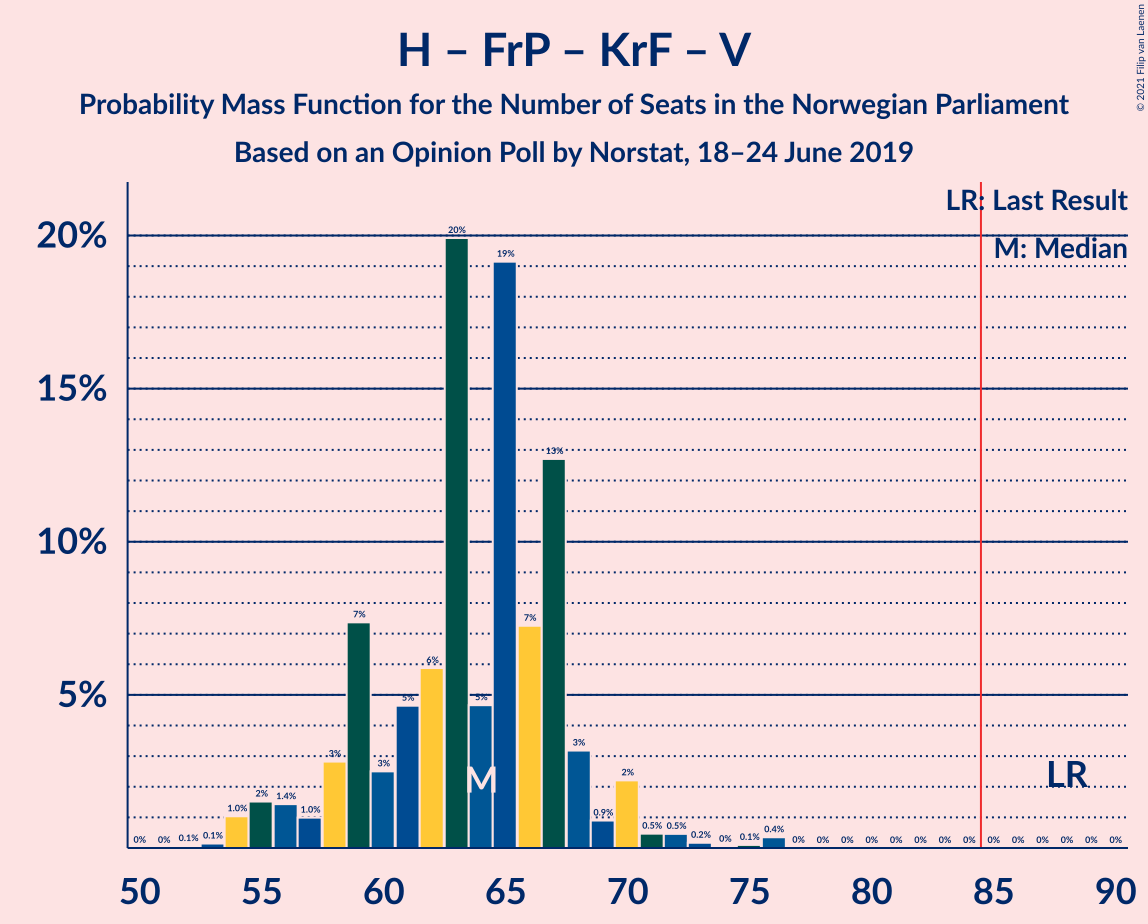 H – FrP – KrF – V
Probability Mass Function for the Number of Seats in the Norwegian Parliament
Based on an Opinion Poll by Norstat, 18–24 June 2019
© 2021 Filip van Laenen
LR: Last Result
M: Median
20%
15%
10%
5%
0% 0% 0.1% 0.1% 1.0% 2% 1.4% 1.0% 3% 7% 3% 5% 6% 20% 5% 19% 7% 13% 3% 0.9% 2% 0.5% 0.5% 0.2% 0% 0.1% 0.4% 0% 0% 0% 0% 0% 0% 0% 0% 0% 0% 0% 0% 0% 0%
M
LR
50 55 60 65 70 75 80 85 90